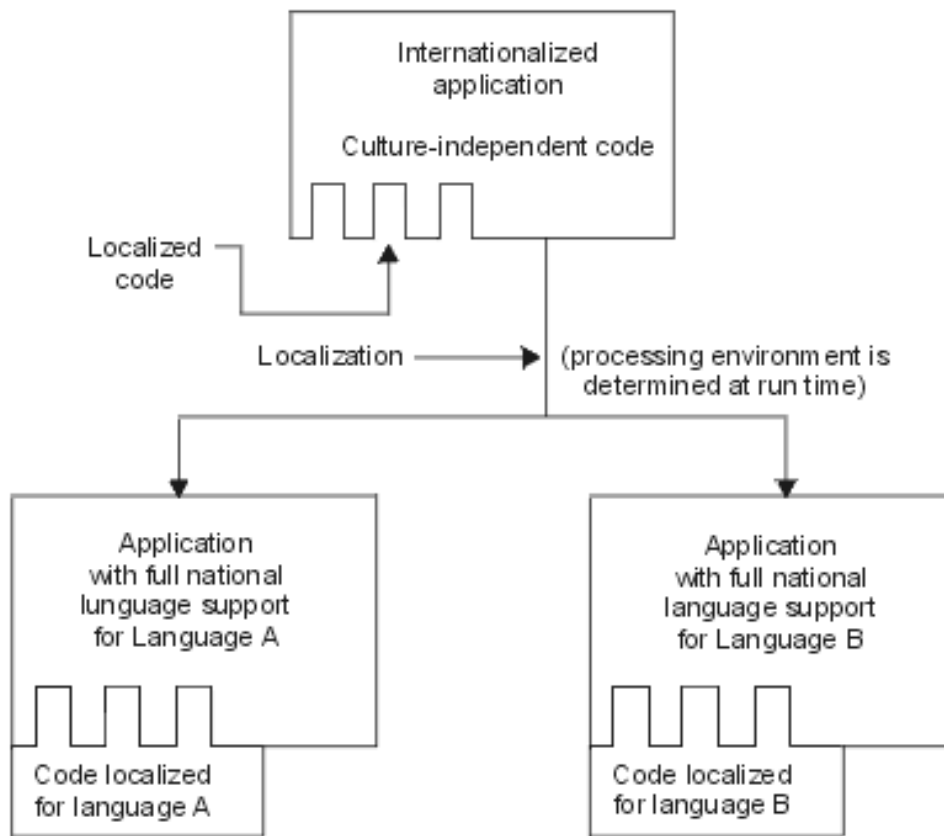 Internationalized
application
Culture-independent code
Localized
code
Localization
(processing environment is
determined at run time)
Application
with full national
lunguage support
for Language A
Application
with full national
language support
for Language B
Code localized
for language A
Code localized
for language B